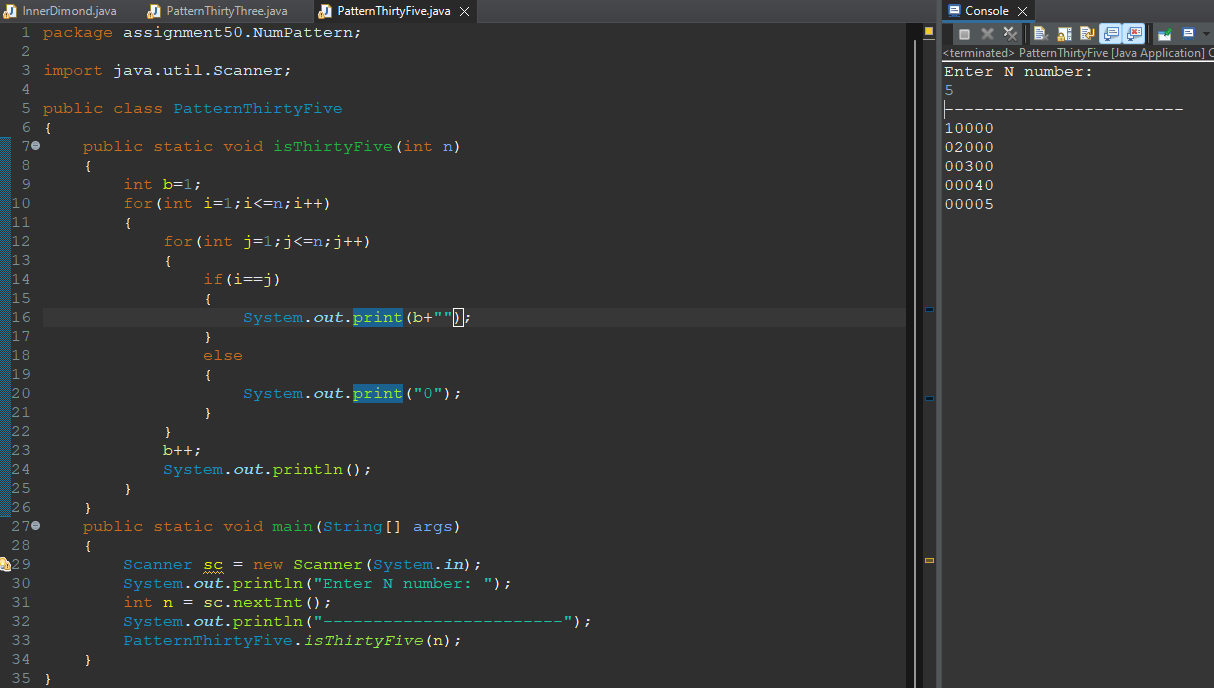 InnerDimond.java PatternThirtyThree.java PatternThirtyFive.java
1 package assignment50.NumPattern;
2
3 import java.util.Scanner;
4
5 public class PatternThirtyFive
6 {
7 public static void isThirtyFive(int n)
8 {
9 int b=1;
10 for(int i=1;i<=n;i++)
11 {
12 for(int j=1;j<=n;j++)
13 {
14 if(i==j)
15 {
16 System.out.print(b+"");
17 }
18 else
19 {
20 System.out.print("0");
21 }
22 }
23 b++;
24 System.out.println();
25 }
26 }
27 public static void main(String[] args)
28 {
29 Scanner sc = new Scanner(System.in);
30 System.out.println("Enter N number: ");
31 int n = sc.nextInt();
32 System.out.println("------------------------");
33 PatternThirtyFive.isThirtyFive(n);
34 }
35 }
Console
<terminated> PatternThirtyFive [Java Application] C
Enter N number:
5
------------------------
10000
02000
00300
00040
00005